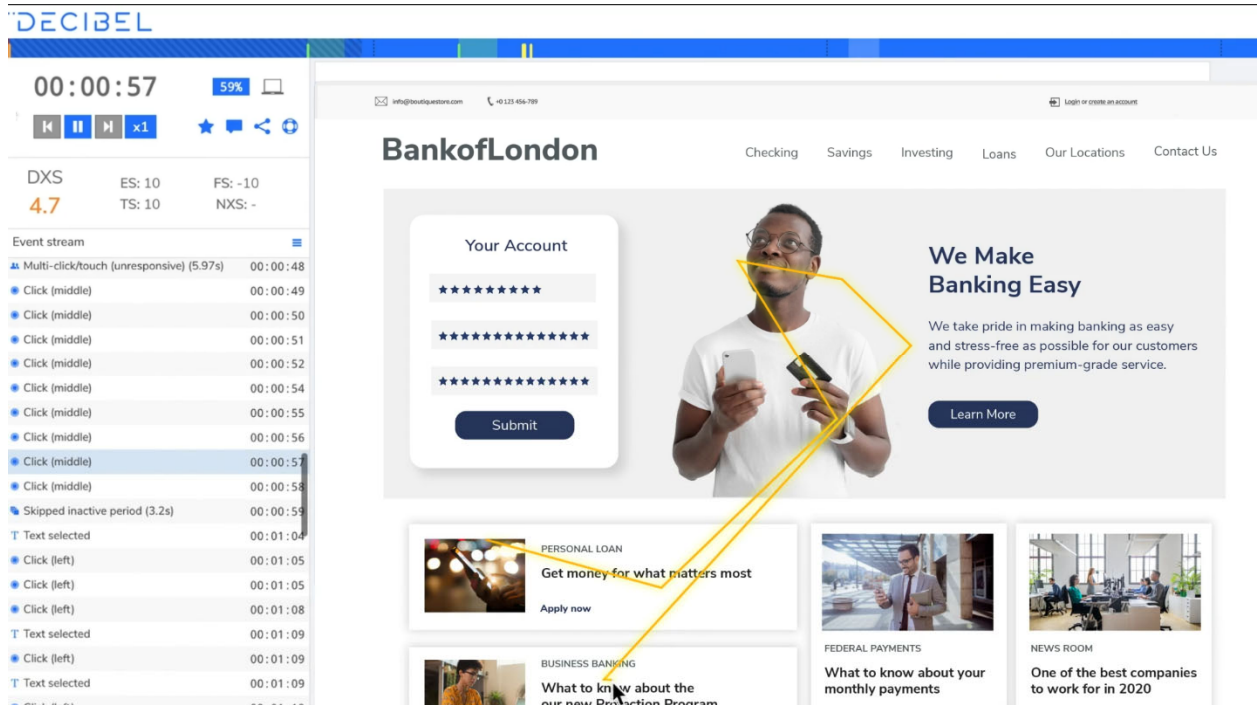 DECIBEL
00:00:57
59%
x1
DXS
4.7
ES: 10
FS: -10
TS: 10
NXS: -
Event stream
Multi-click/touch (unresponsive) (5.97s) 00:00:48
Click (middle) 00:00:49
Click (middle) 00:00:50
Click (middle) 00:00:51
Click (middle) 00:00:52
Click (middle) 00:00:54
Click (middle) 00:00:55
Click (middle) 00:00:56
Click (middle) 00:00:57
Click (middle) 00:00:58
Skipped inactive period (3.2s) 00:00:59
Text selected 00:01:04
Click (left) 00:01:05
Click (left) 00:01:05
Click (left) 00:01:08
Text selected 00:01:09
Click (left) 00:01:09
Text selected 00:01:09
info@boutiquestore.com
+0 123 456-789
Login or create an account
BankofLondon
Checking Savings Investing Loans Our Locations Contact Us
Your Account
*********
**************
**************
Submit
We Make
Banking Easy
We take pride in making banking as easy
and stress-free as possible for our customers
while providing premium-grade service.
Learn More
PERSONAL LOAN
Get money for what matters most
Apply now
BUSINESS BANKING
What to know about the
our new Protection Program
FEDERAL PAYMENTS
What to know about your
monthly payments
NEWS ROOM
One of the best companies
to work for in 2020